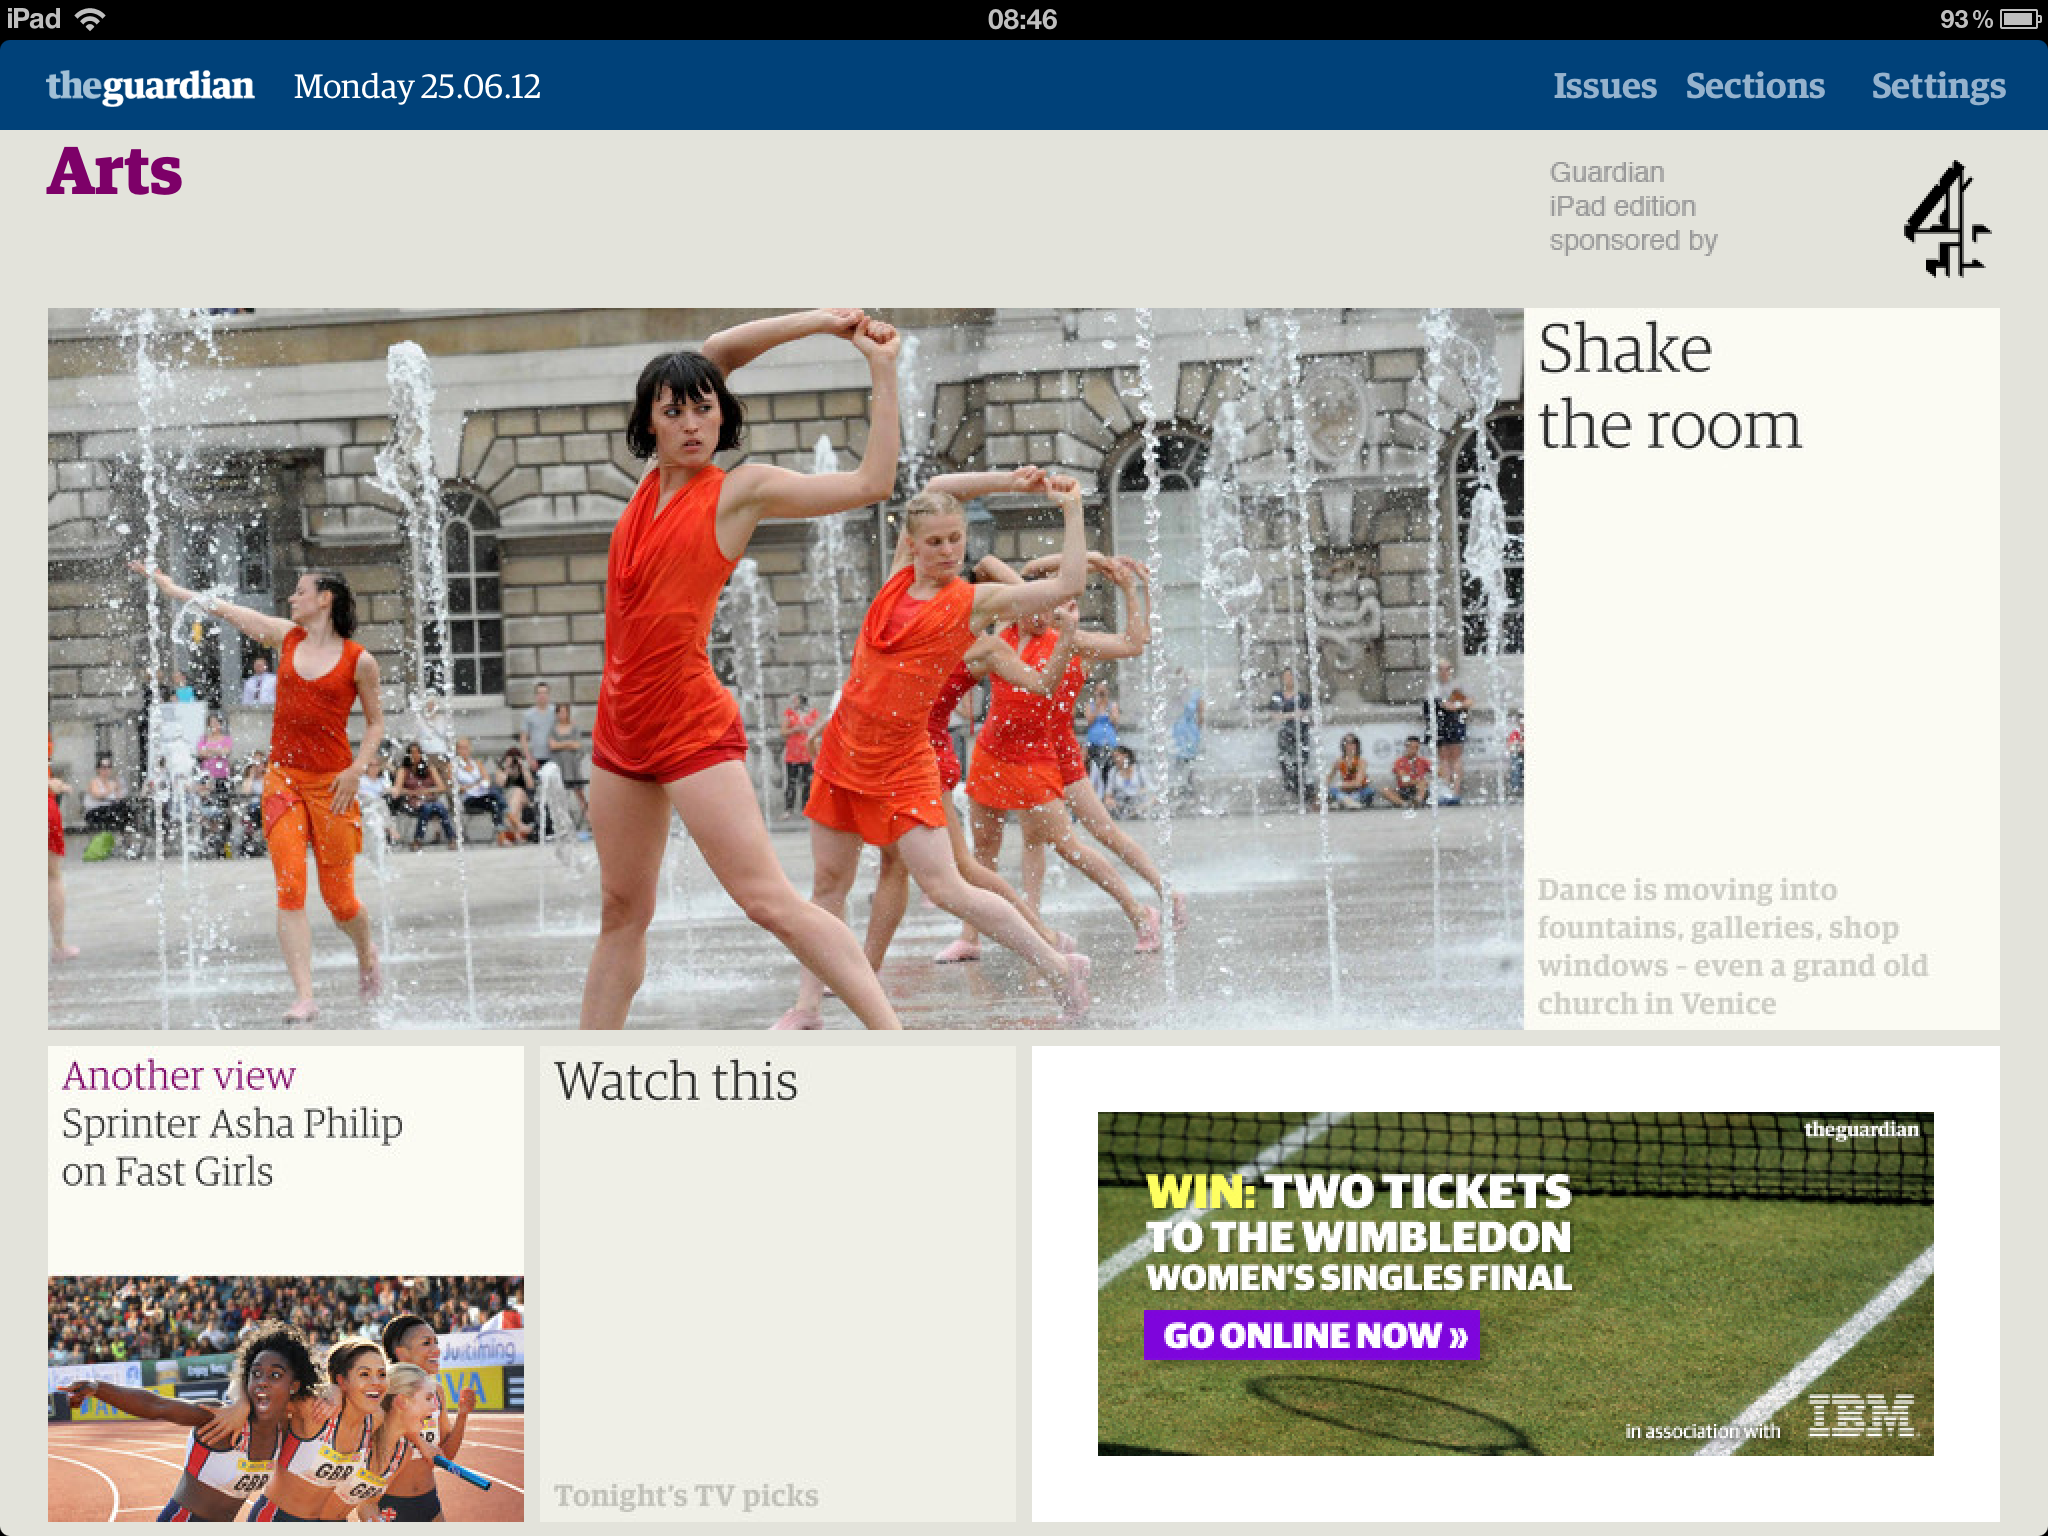 iPad 08:46 93 %
theguardian Monday 25.06.12 Issues Sections Settings
Arts
Guardian
iPad edition
sponsored by
4
Shake
the room
Dance is moving into
fountains, galleries, shop
windows – even a grand old
church in Venice
Another view
Sprinter Asha Philip
on Fast Girls
GBR
GBR
Watch this
Tonight's TV picks
theguardian
WIN: TWO TICKETS
TO THE WIMBLEDON
WOMEN'S SINGLES FINAL
GO ONLINE NOW »
in association with IBM